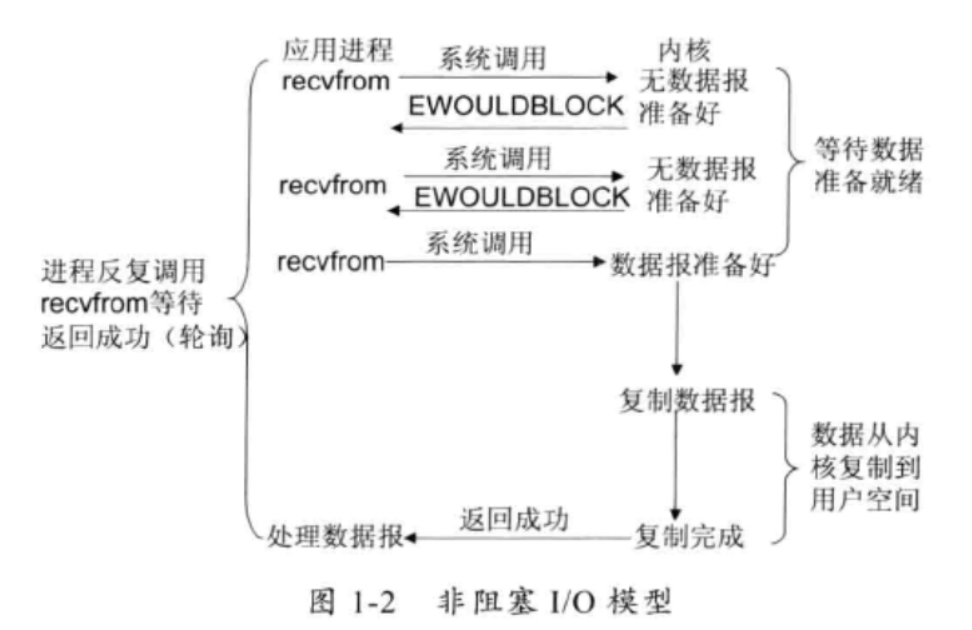 应用进程 系统调用 内核
recvfrom 无数据报
EWOULDBLOCK 准备好
系统调用
recvfrom 无数据报
EWOULDBLOCK 准备好
等待数据
准备就绪
系统调用
recvfrom 数据报准备好
进程反复调用
recvfrom等待
返回成功（轮询）
复制数据报
数据从内
核复制到
用户空间
返回成功
处理数据报 复制完成
图 1-2 非阻塞 I/O 模型